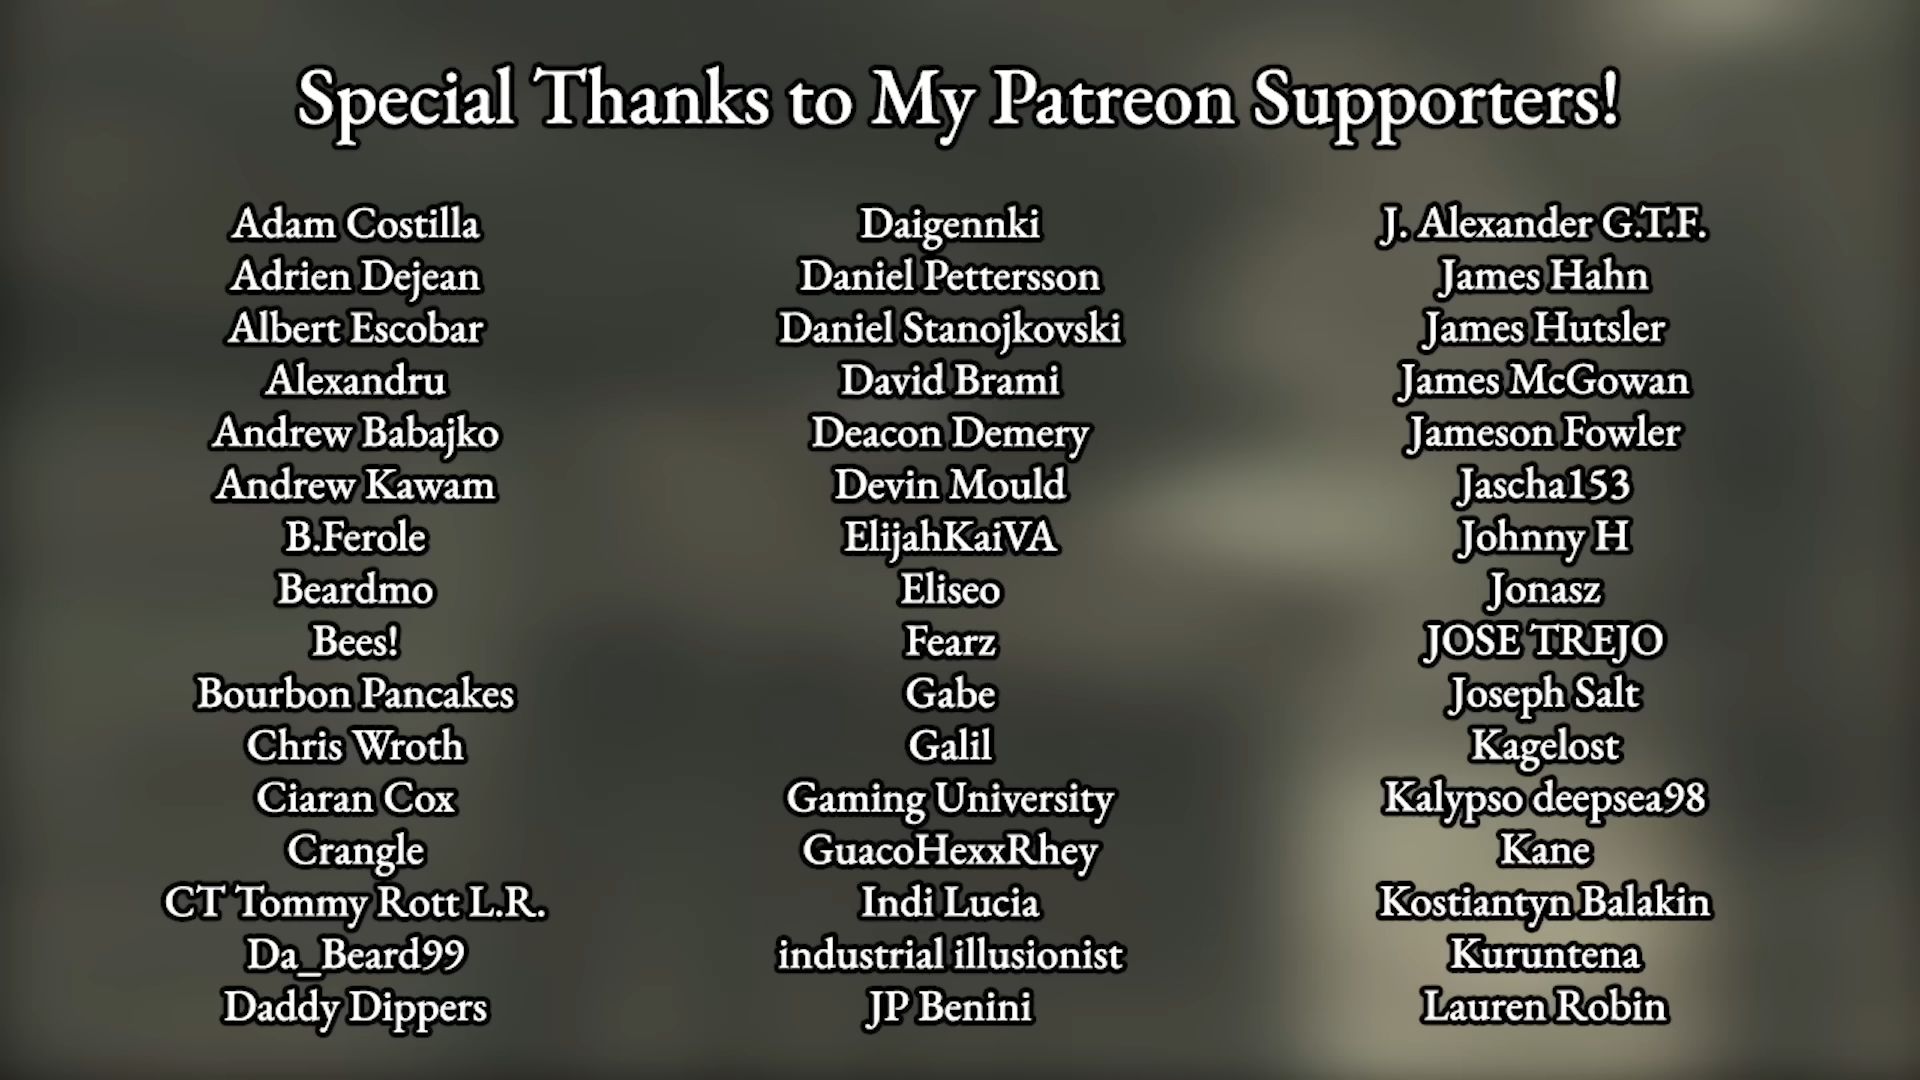 Special Thanks to My Patreon Supporters!
Adam Costilla
Adrien Dejean
Albert Escobar
Alexandru
Andrew Babajko
Andrew Kawam
B.Ferole
Beardmo
Bees!
Bourbon Pancakes
Chris Wroth
Ciaran Cox
Crangle
CT Tommy Rott L.R.
Da_Beard99
Daddy Dippers
Daigennki
Daniel Pettersson
Daniel Stanojkovski
David Brami
Deacon Demery
Devin Mould
ElijahKaiVA
Eliseo
Fearz
Gabe
Galil
Gaming University
GuacoHexxRhey
Indi Lucia
industrial illusionist
JP Benini
J. Alexander G.T.F.
James Hahn
James Hutsler
James McGowan
Jameson Fowler
Jascha153
Johnny H
Jonasz
JOSE TREJO
Joseph Salt
Kagelost
Kalypso deepsea98
Kane
Kostiantyn Balakin
Kuruntena
Lauren Robin